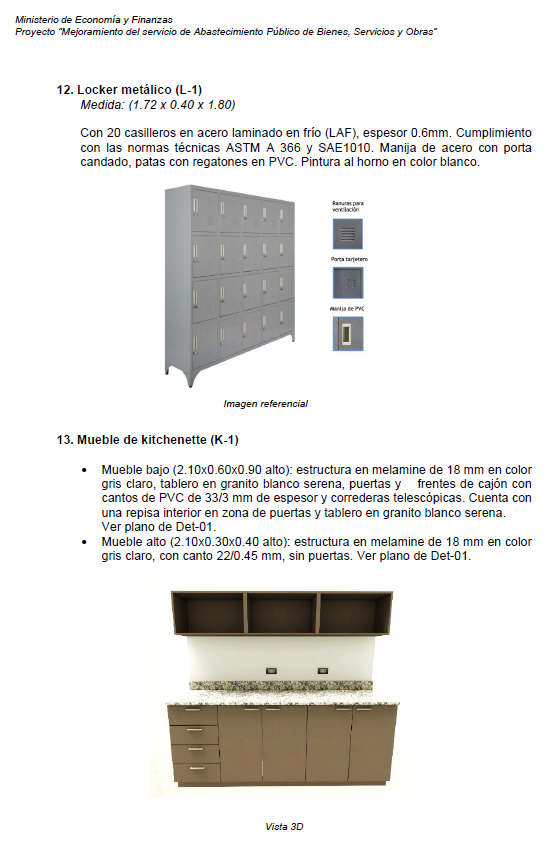 Ministerio de Economía y Finanzas
Proyecto "Mejoramiento del servicio de Abastecimiento Público de Bienes, Servicios y Obras"
12. Locker metálico (L-1)
Medida: (1.72 x 0.40 x 1.80)
Con 20 casilleros en acero laminado en frío (LAF), espesor 0.6mm. Cumplimiento
con las normas técnicas ASTM A 366 y SAE1010. Manija de acero con porta
candado, patas con regatones en PVC. Pintura al horno en color blanco.
Ranuras para
ventilación
Porta tarjetero
Manija de PVC
Imagen referencial
13. Mueble de kitchenette (K-1)
• Mueble bajo (2.10x0.60x0.90 alto): estructura en melamine de 18 mm en color
gris claro, tablero en granito blanco serena, puertas y frentes de cajón con
cantos de PVC de 33/3 mm de espesor y correderas telescópicas. Cuenta con
una repisa interior en zona de puertas y tablero en granito blanco serena.
Ver plano de Det-01.
• Mueble alto (2.10x0.30x0.40 alto): estructura en melamine de 18 mm en color
gris claro, con canto 22/0.45 mm, sin puertas. Ver plano de Det-01.
Vista 3D